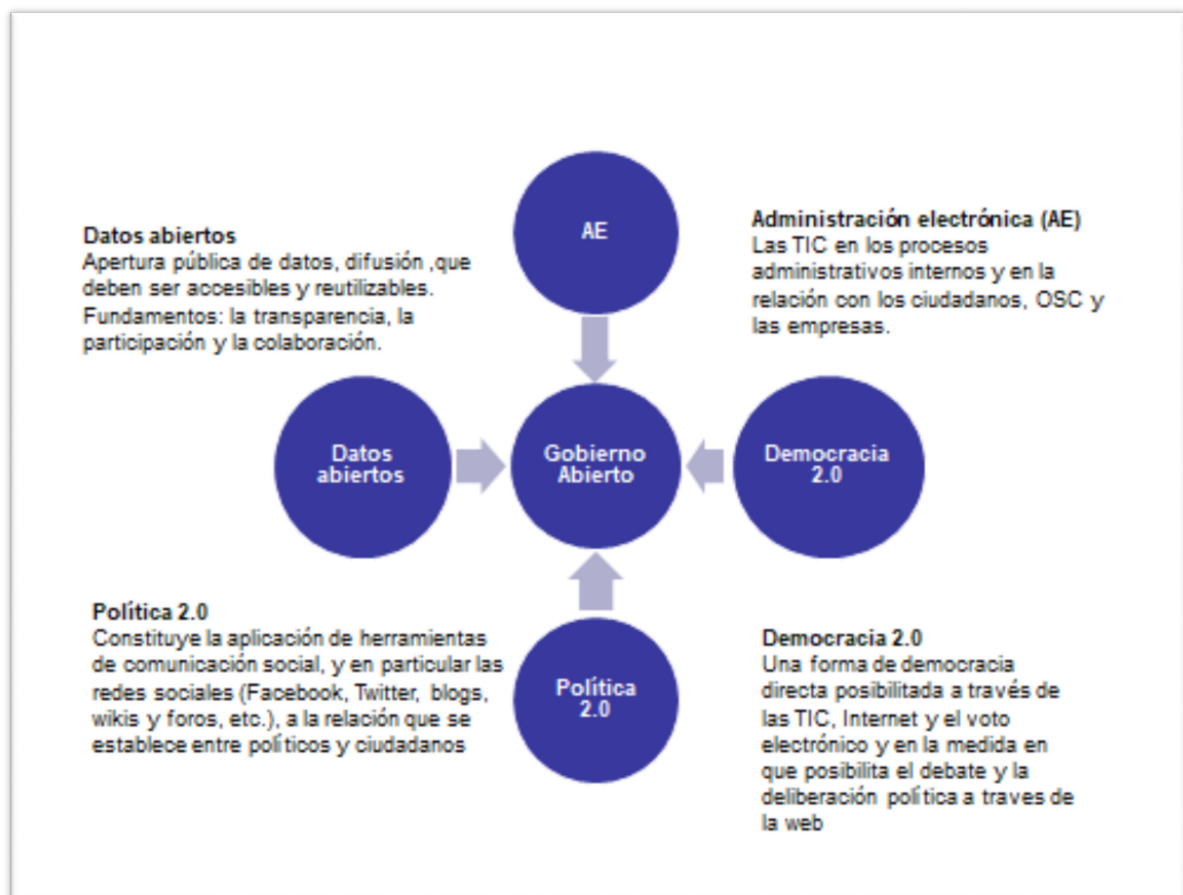 AE
Datos abiertos
Apertura pública de datos, difusión ,que
deben ser accesibles y reutilizables.
Fundamentos: la transparencia, la
participación y la colaboración.
Administración electrónica (AE)
Las TIC en los procesos
administrativos internos y en la
relación con los ciudadanos, OSC y
las empresas.
Datos
abiertos
Gobierno
Abierto
Democracia
2.0
Política 2.0
Constituye la aplicación de herramientas
de comunicación social, y en particular las
redes sociales (Facebook, Twitter, blogs,
wikis y foros, etc.), a la relación que se
establece entre políticos y ciudadanos
Política
2.0
Democracia 2.0
Una forma de democracia
directa posibilitada a través de
las TIC, Internet y el voto
electrónico y en la medida en
que posibilita el debate y la
deliberación política a traves de
la web